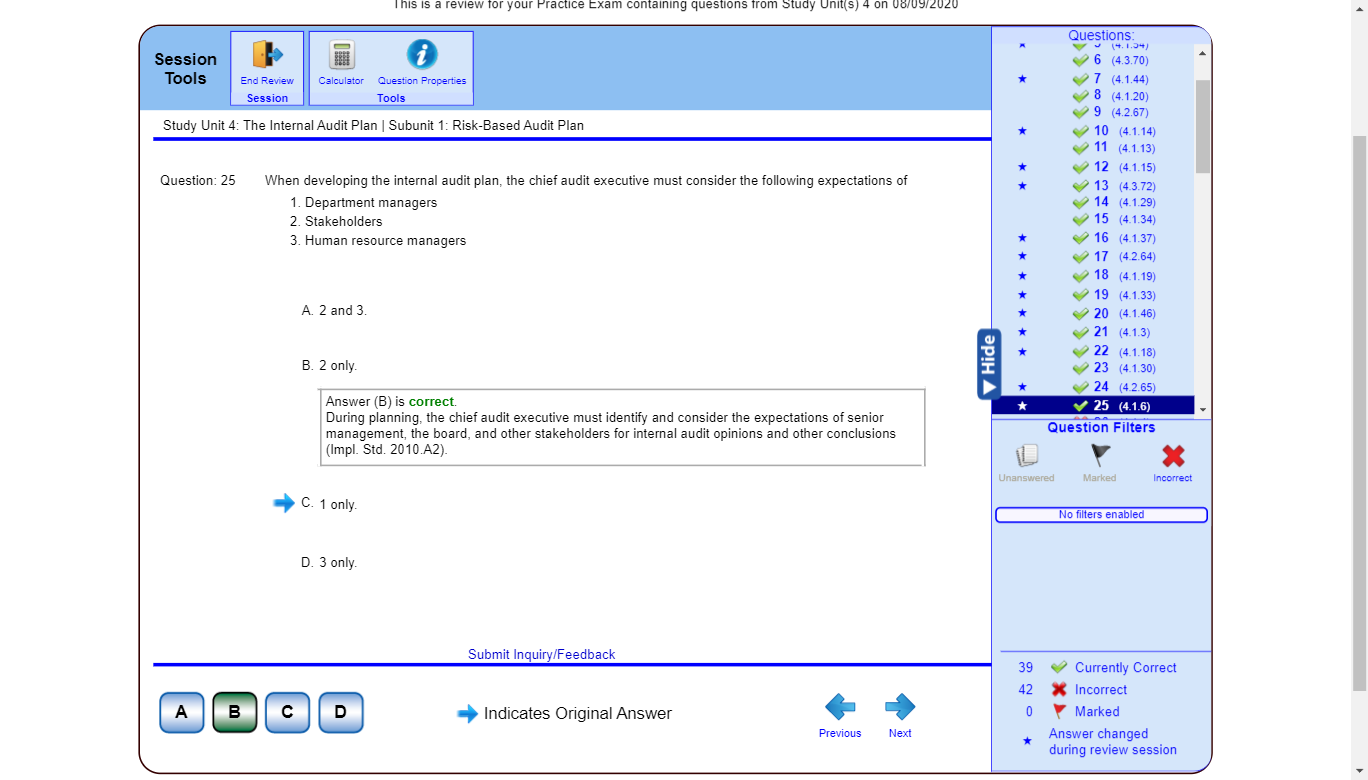 This is a review for your Practice Exam containing questions from Study Unit(s) 4 on 08/09/2020
Session
Tools
End Review
Session
Calculator
Question Properties
Tools
Study Unit 4: The Internal Audit Plan | Subunit 1: Risk-Based Audit Plan
Question: 25
When developing the internal audit plan, the chief audit executive must consider the following expectations of
1. Department managers
2. Stakeholders
3. Human resource managers
A. 2 and 3.
B. 2 only.
Answer (B) is correct.
During planning, the chief audit executive must identify and consider the expectations of senior
management, the board, and other stakeholders for internal audit opinions and other conclusions
(Impl. Std. 2010.A2).
C. 1 only.
D. 3 only.
Submit Inquiry/Feedback
A
B
C
D
Indicates Original Answer
Previous
Next
Hide
Questions:
5 (4.1.54)
6 (4.3.70)
7 (4.1.44)
8 (4.1.20)
9 (4.2.67)
10 (4.1.14)
11 (4.1.13)
12 (4.1.15)
13 (4.3.72)
14 (4.1.29)
15 (4.1.34)
16 (4.1.37)
17 (4.2.64)
18 (4.1.19)
19 (4.1.33)
20 (4.1.46)
21 (4.1.3)
22 (4.1.18)
23 (4.1.30)
24 (4.2.65)
25 (4.1.6)
Question Filters
Unanswered
Marked
Incorrect
No filters enabled
39 Currently Correct
42 Incorrect
0 Marked
Answer changed
during review session